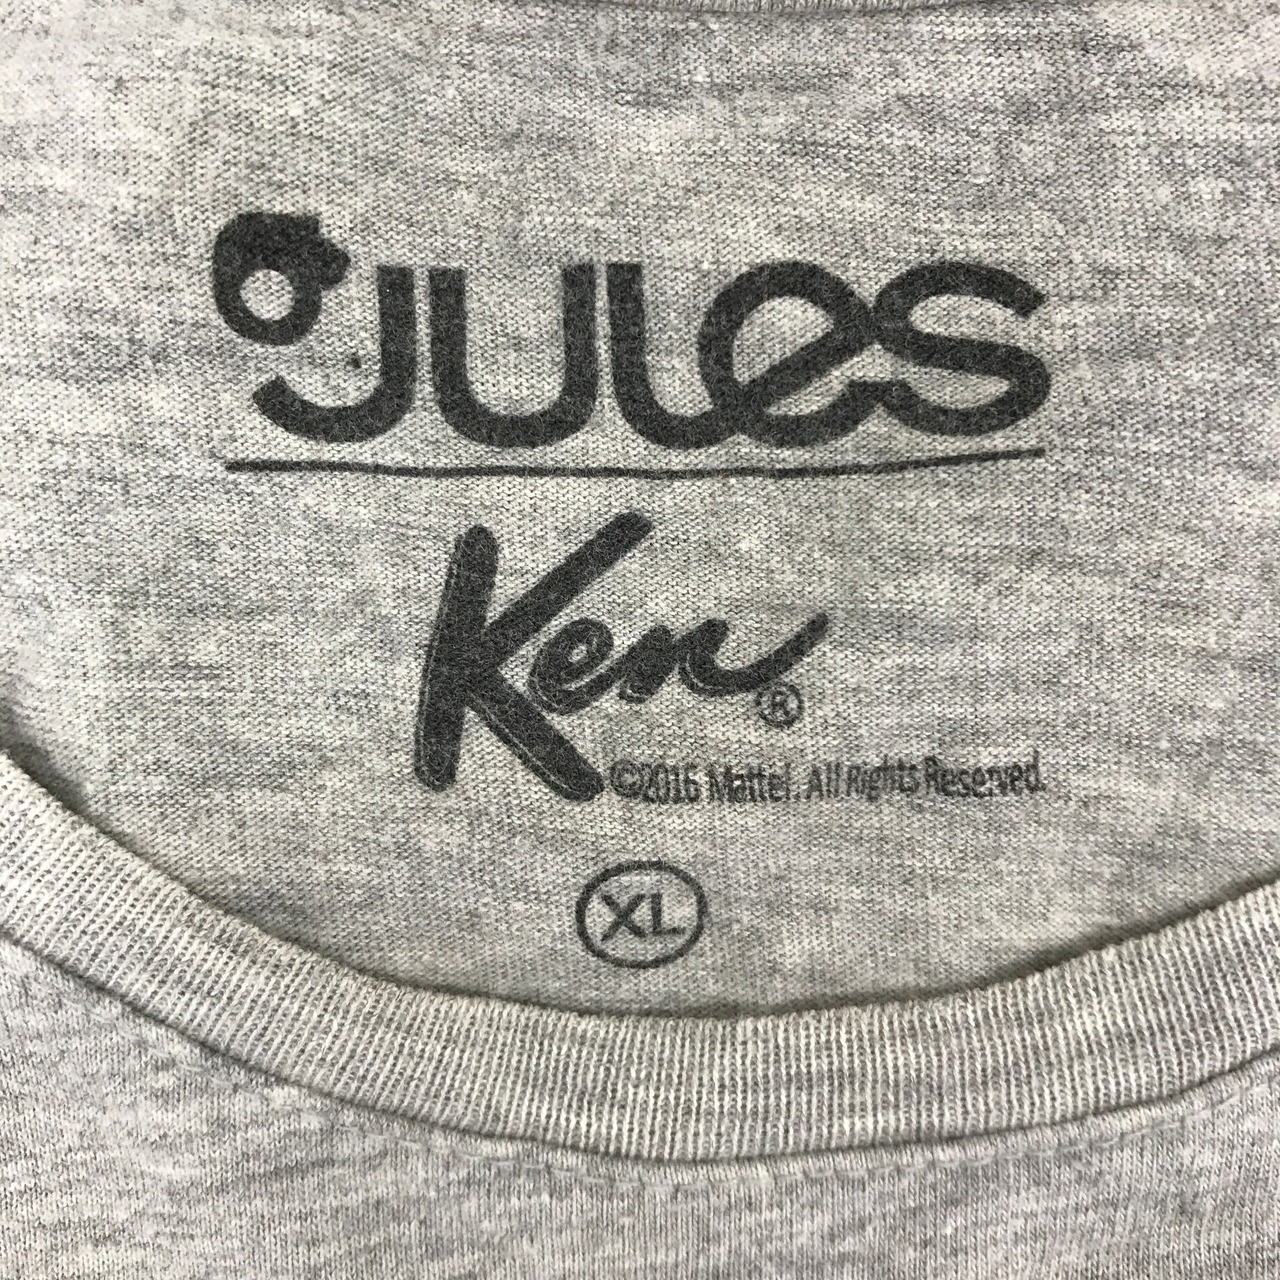 JULES
Ken®
©2016 Mattel. All Rights Reserved.
XL